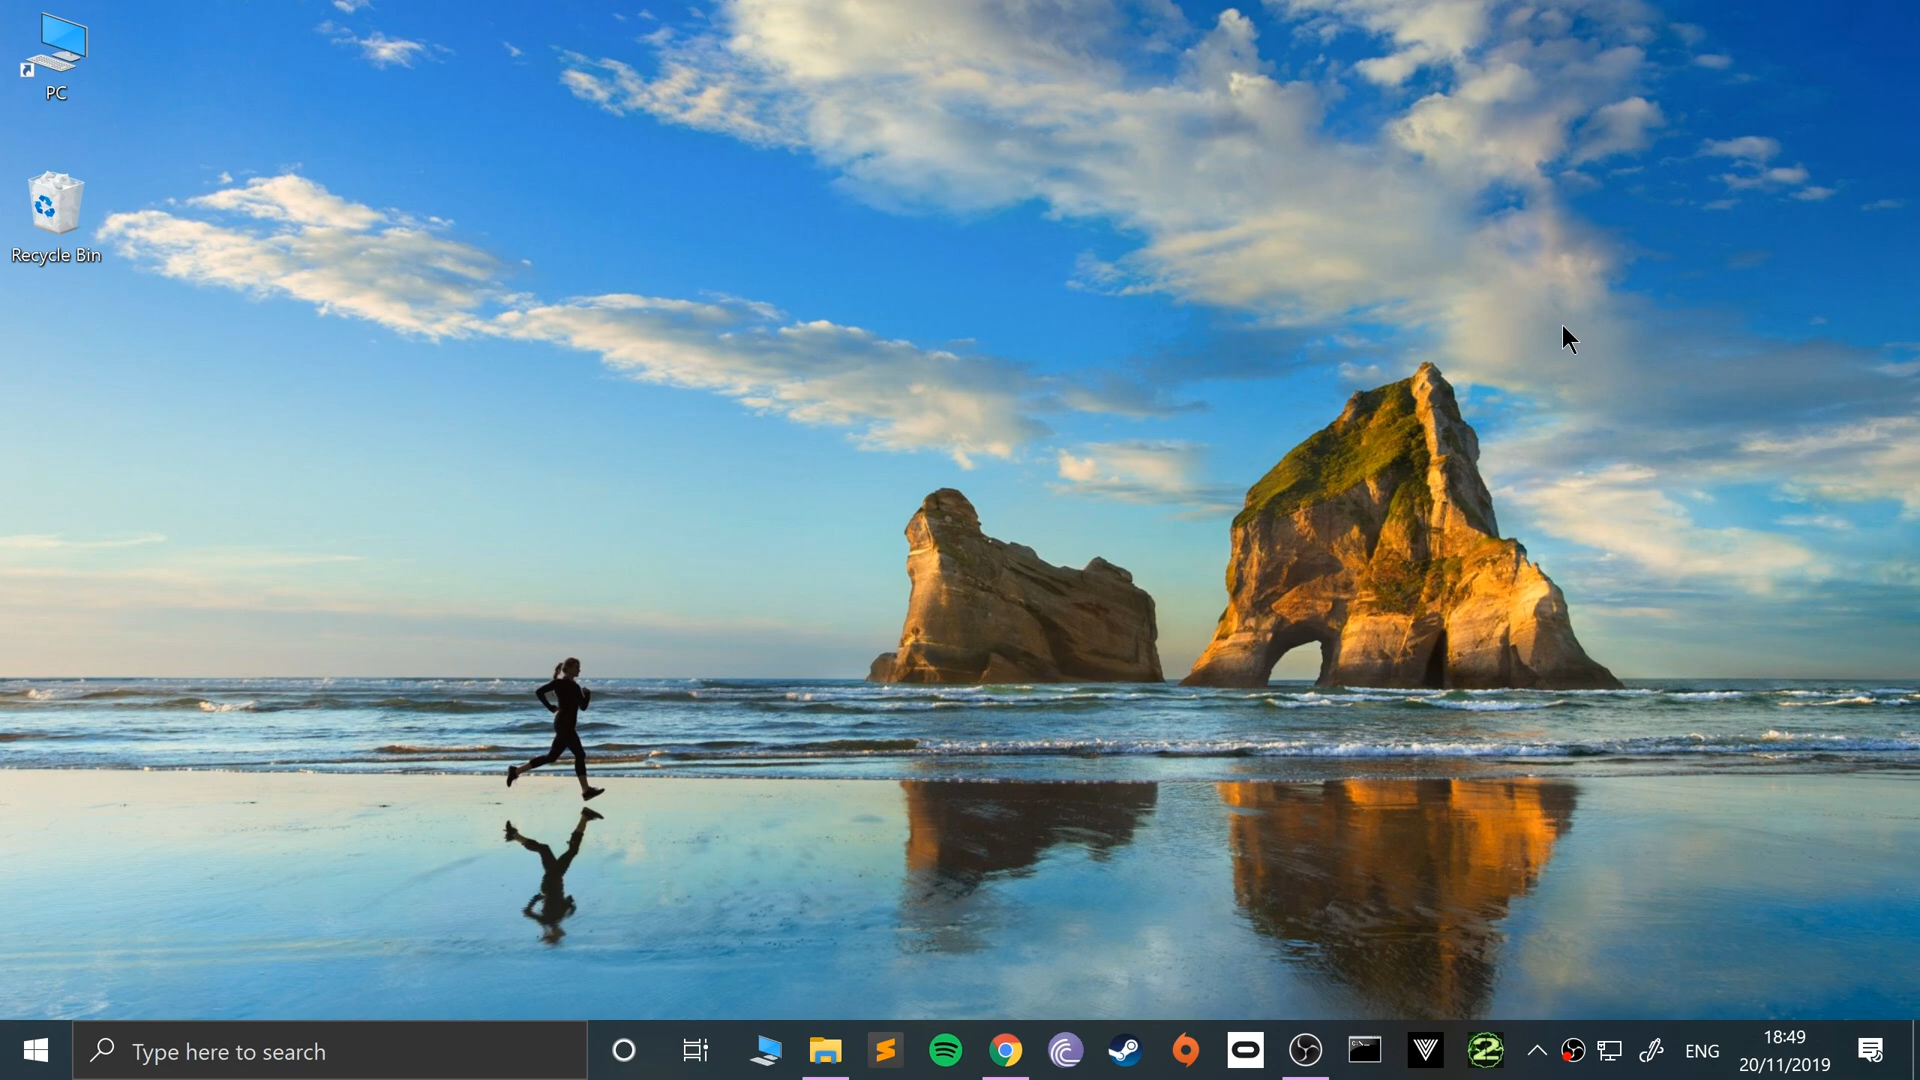 PC
Recycle Bin
Type here to search
ENG
18:49
20/11/2019